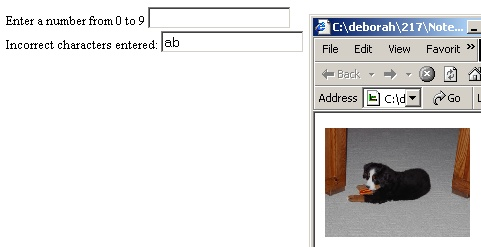 Enter a number from 0 to 9
Incorrect characters entered: ab
C:\deborah\217\Note...
File Edit View Favorit »
Back »
Address C:\d Go L